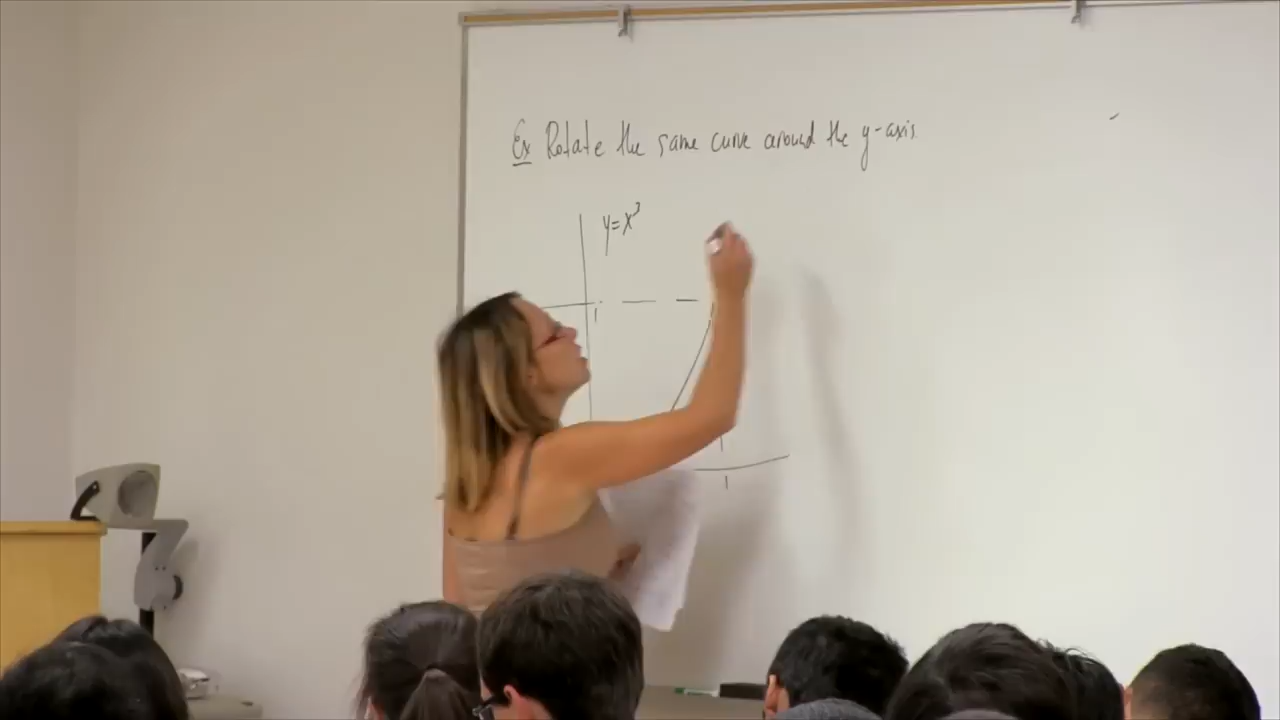 Ex Rotate the same curve around the y-axis
y=x³
1
1